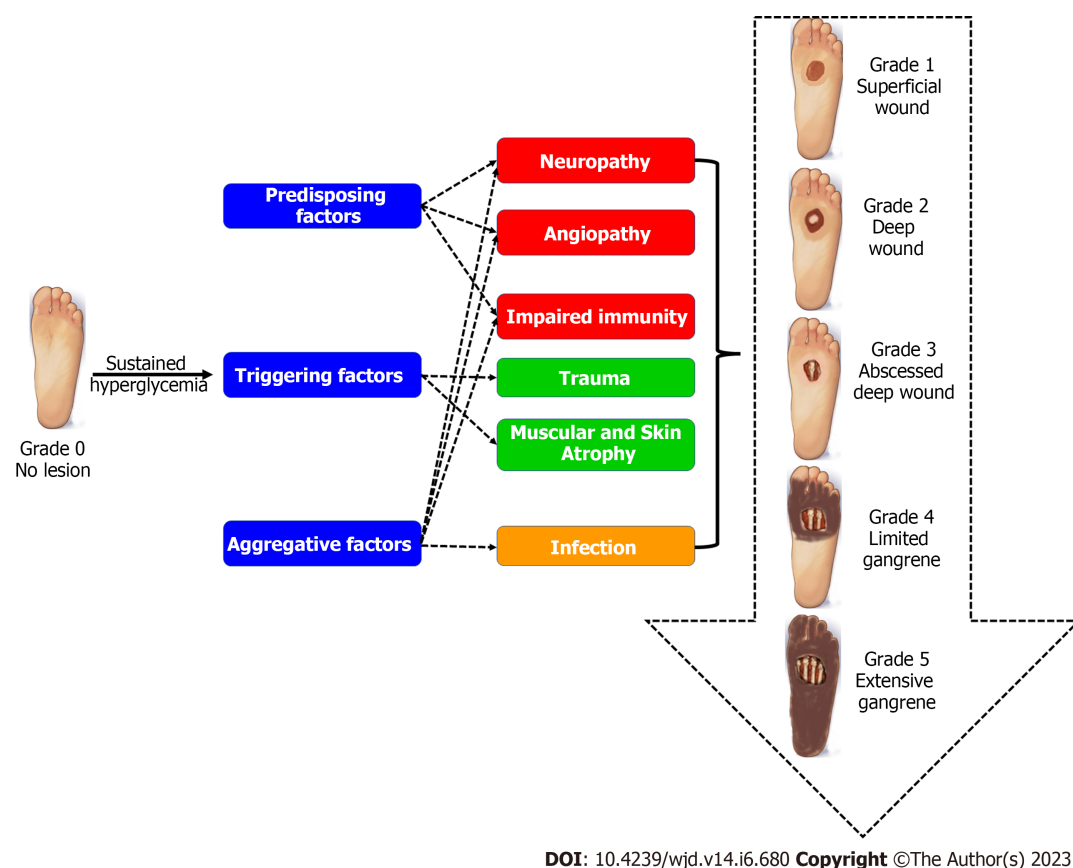 Grade 0
No lesion
Sustained
hyperglycemia
Predisposing
factors
Triggering factors
Aggregative factors
Neuropathy
Angiopathy
Impaired immunity
Trauma
Muscular and Skin
Atrophy
Infection
Grade 1
Superficial
wound
Grade 2
Deep
wound
Grade 3
Abscessed
deep wound
Grade 4
Limited
gangrene
Grade 5
Extensive
gangrene
DOI: 10.4239/wjd.v14.i6.680 Copyright ©The Author(s) 2023